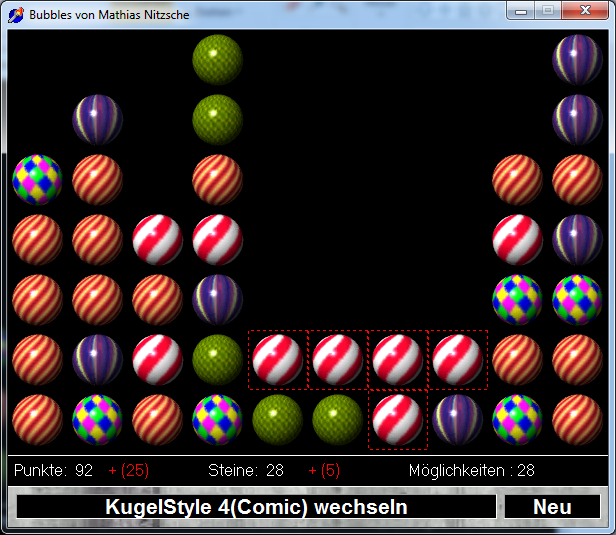 Bubbles von Mathias Nitzsche
Punkte: 92 + (25) Steine: 28 + (5) Möglichkeiten : 28
KugelStyle 4(Comic) wechseln Neu